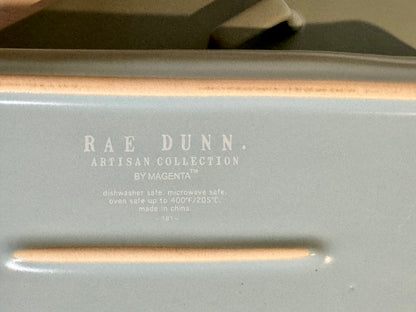 RAE DUNN.
ARTISAN COLLECTION
BY MAGENTA™
dishwasher safe. microwave safe.
oven safe up to 400°F/205°C.
made in china.
- 181 -